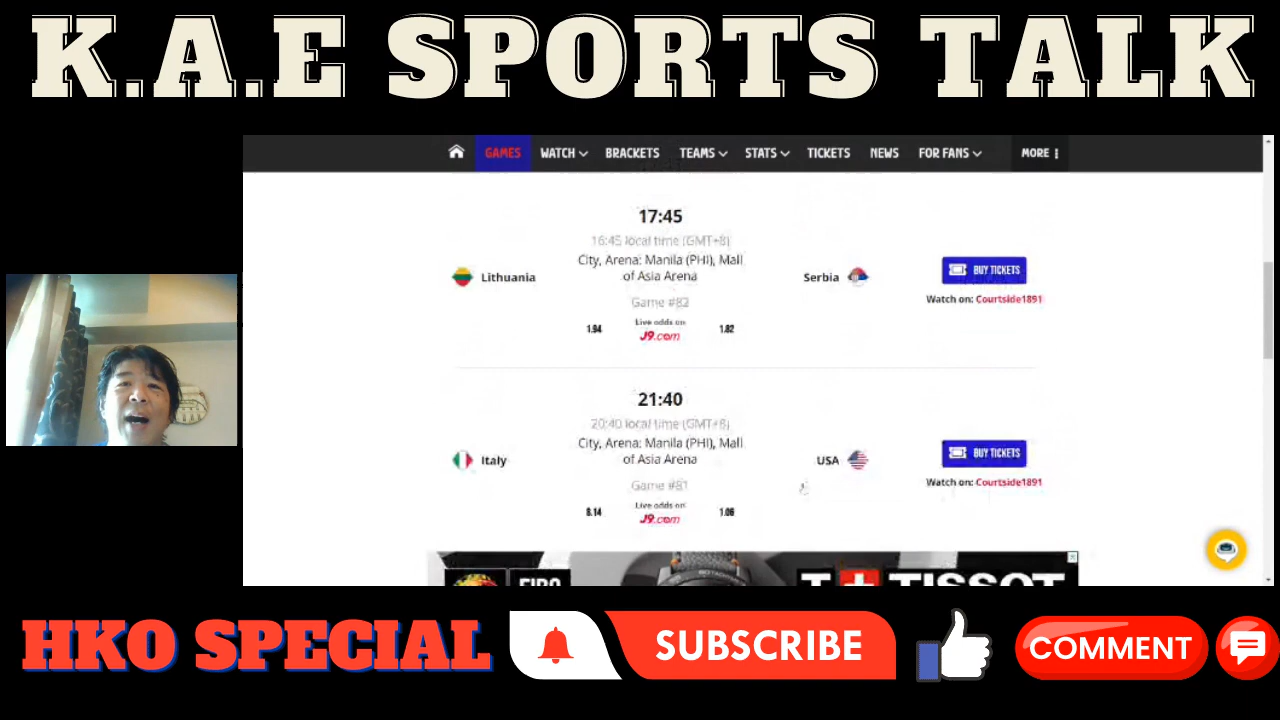 K.A.E SPORTS TALK
GAMES WATCH BRACKETS TEAMS STATS TICKETS NEWS FOR FANS MORE
17:45
16:45 local time (GMT+8)
City, Arena: Manila (PHI), Mall
of Asia Arena
Lithuania
Serbia
BUY TICKETS
Watch on: Courtside1891
Game #82
Live odds on
1.94
J9.com
1.82
21:40
20:40 local time (GMT+8)
City, Arena: Manila (PHI), Mall
of Asia Arena
Italy
USA
BUY TICKETS
Watch on: Courtside1891
Game #81
Live odds on
8.14
J9.com
1.06
FIBA
TISSOT
HKO SPECIAL
SUBSCRIBE
COMMENT